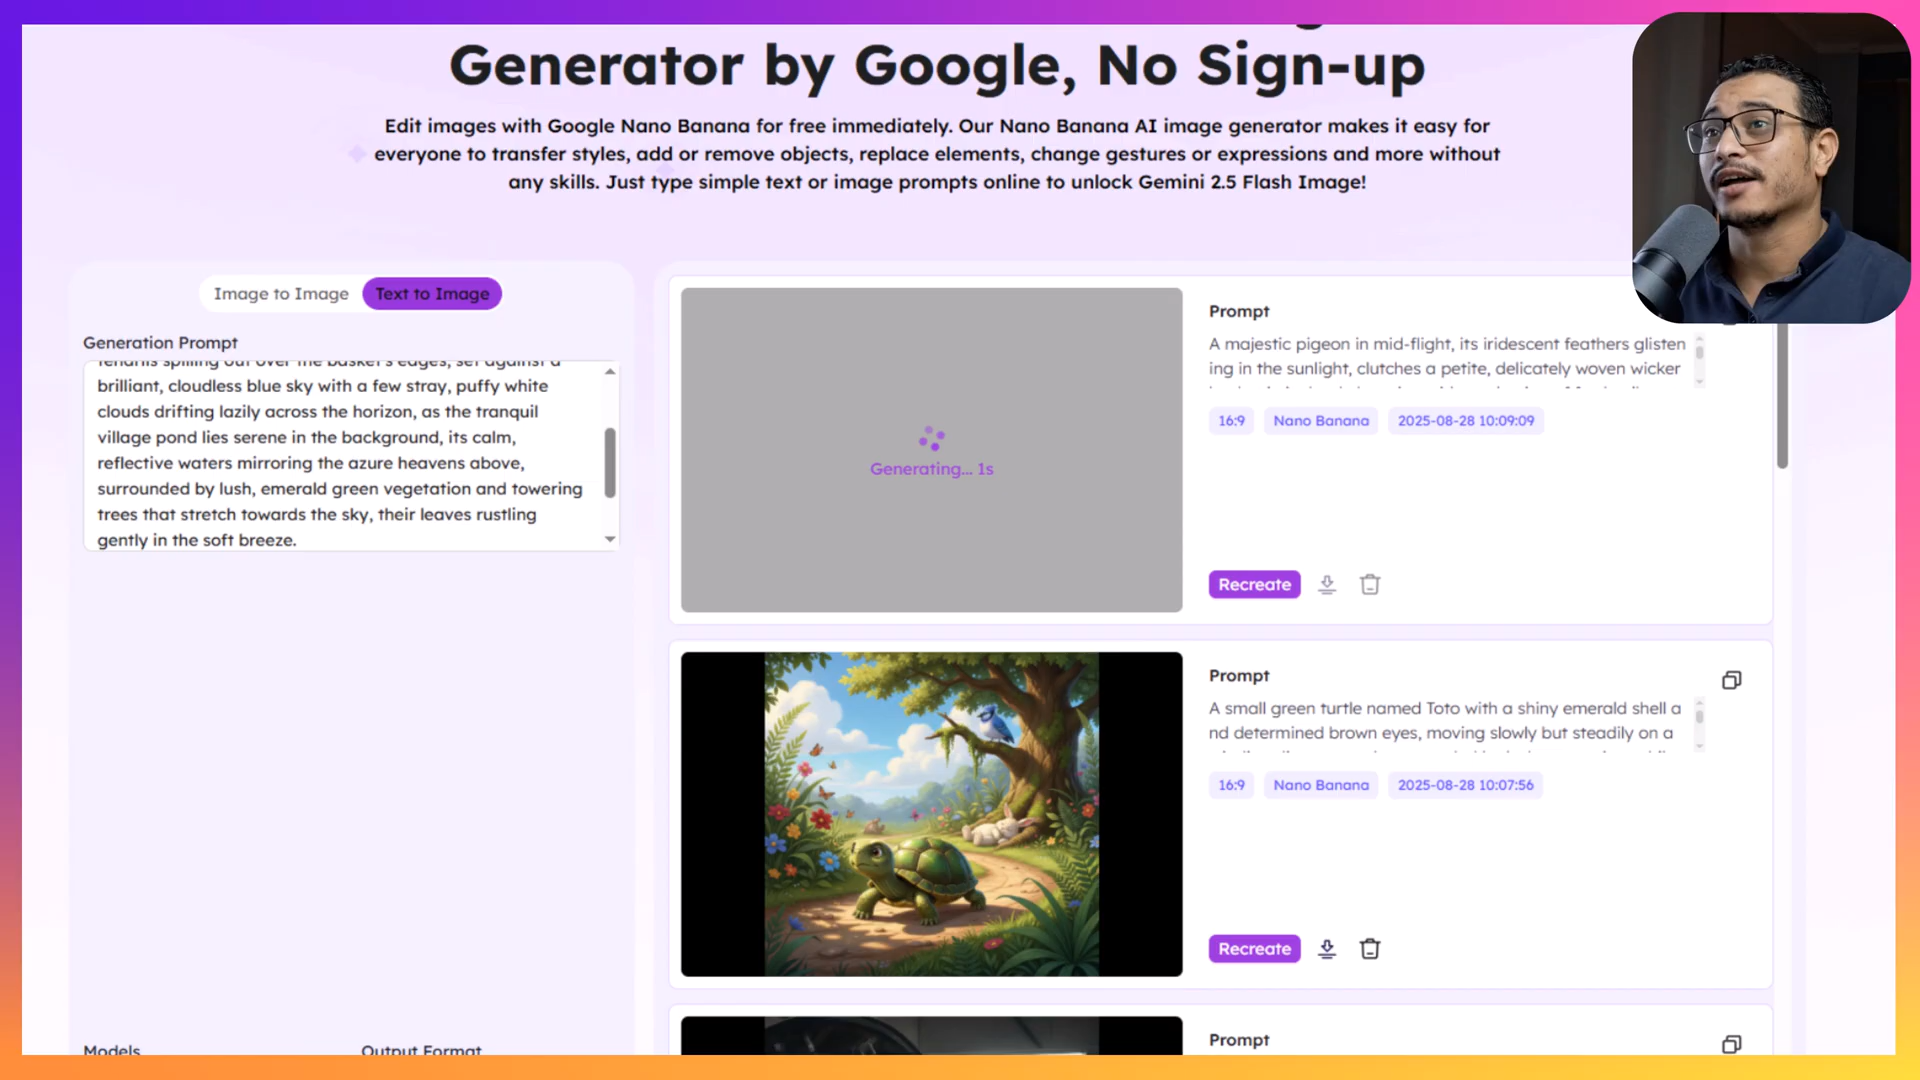 Generator by Google, No Sign-up
Edit images with Google Nano Banana for free immediately. Our Nano Banana AI image generator makes it easy for
everyone to transfer styles, add or remove objects, replace elements, change gestures or expressions and more without
any skills. Just type simple text or image prompts online to unlock Gemini 2.5 Flash Image!
Image to Image
Text to Image
Generation Prompt
tendrils spilling out over the basket's edges, set against a
brilliant, cloudless blue sky with a few stray, puffy white
clouds drifting lazily across the horizon, as the tranquil
village pond lies serene in the background, its calm,
reflective waters mirroring the azure heavens above,
surrounded by lush, emerald green vegetation and towering
trees that stretch towards the sky, their leaves rustling
gently in the soft breeze.
Models
Output Format
Generating... 1s
Prompt
A majestic pigeon in mid-flight, its iridescent feathers glisten
ing in the sunlight, clutches a petite, delicately woven wicker
16:9
Nano Banana
2025-08-28 10:09:09
Recreate
Prompt
A small green turtle named Toto with a shiny emerald shell a
nd determined brown eyes, moving slowly but steadily on a
16:9
Nano Banana
2025-08-28 10:07:56
Recreate
Prompt